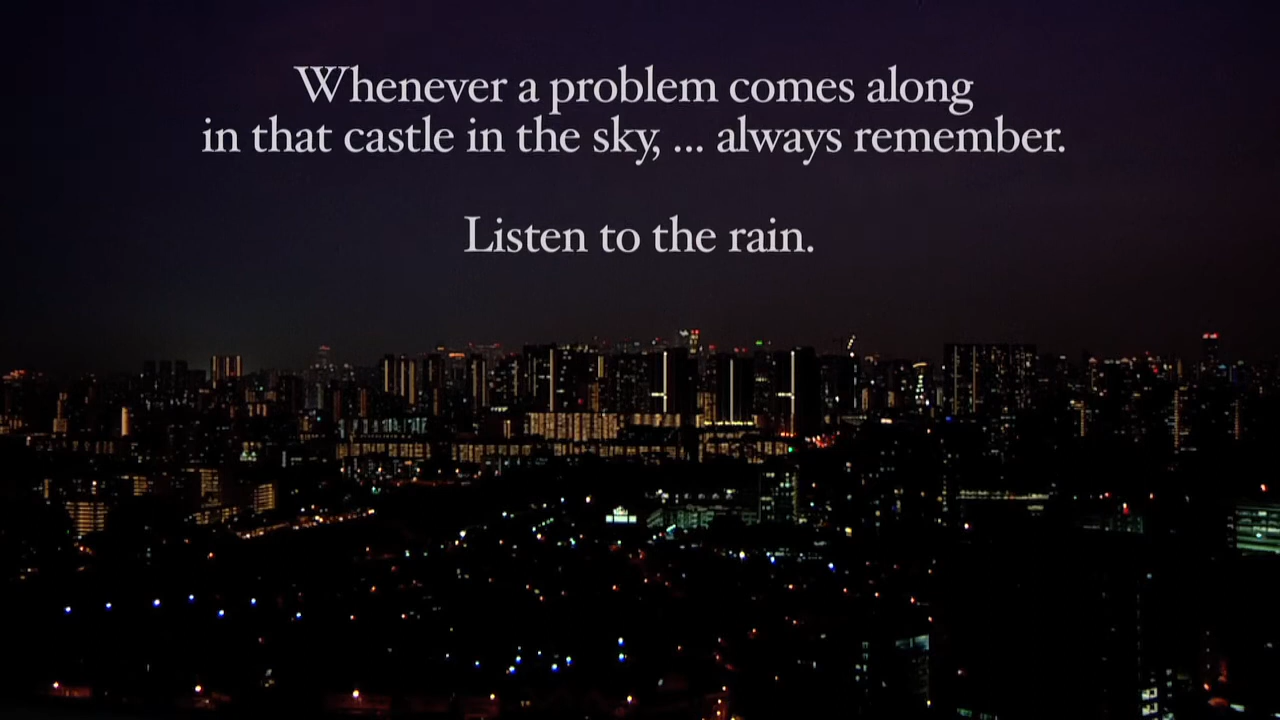 Whenever a problem comes along
in that castle in the sky, ... always remember.
Listen to the rain.